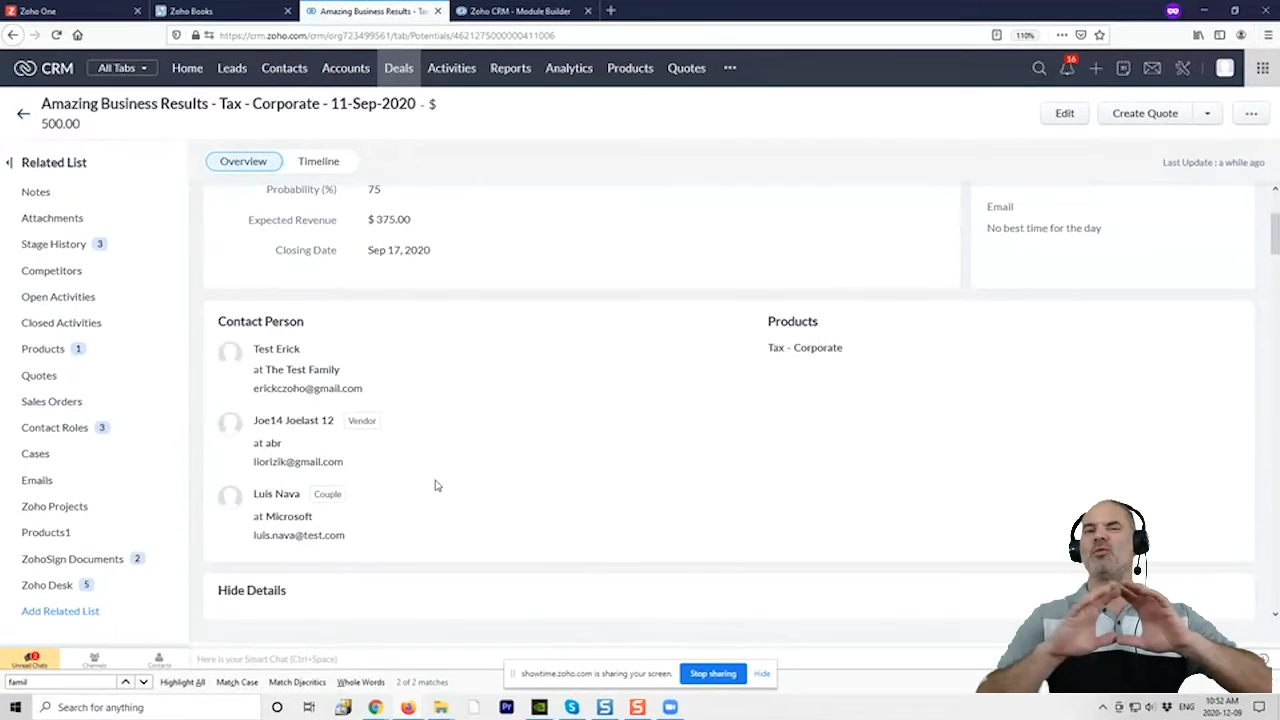 Zoho One
Zoho Books
Amazing Business Results - Tax
Zoho CRM - Module Builder
https://crm.zoho.com/crm/org723499561/tab/Potentials/4621275000000411006
110%
CRM
All Tabs
Home
Leads
Contacts
Accounts
Deals
Activities
Reports
Analytics
Products
Quotes
16
Amazing Business Results - Tax - Corporate - 11-Sep-2020 - $
500.00
Edit
Create Quote
Related List
Overview
Timeline
Last Update : a while ago
Notes
Attachments
Stage History 3
Competitors
Open Activities
Closed Activities
Products 1
Quotes
Sales Orders
Contact Roles 3
Cases
Emails
Zoho Projects
Products1
ZohoSign Documents 2
Zoho Desk 5
Add Related List
Probability (%) 75
Expected Revenue $ 375.00
Closing Date Sep 17, 2020
Email
No best time for the day
Contact Person
Test Erick
at The Test Family
erickczoho@gmail.com
Joe14 Joelast 12 Vendor
at abr
liorizik@gmail.com
Luis Nava Couple
at Microsoft
luis.nava@test.com
Products
Tax - Corporate
Hide Details
Unread Chats
Channels
Contacts
Here is your Smart Chat (Ctrl+Space)
showtime.zoho.com is sharing your screen.
Stop sharing
Hide
famil
Highlight All
Match Case
Match Diacritics
Whole Words
2 of 2 matches
Type here to search
ENG
10:52 AM
2020-12-09